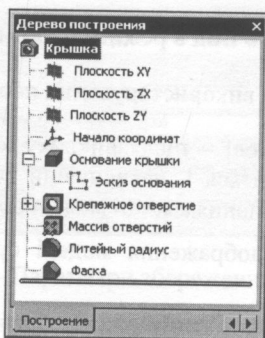 Дерево построения
Крышка
Плоскость XY
Плоскость ZX
Плоскость ZY
Начало координат
Основание крышки
Эскиз основания
Крепежное отверстие
Массив отверстий
Литейный радиус
Фаска
Построение